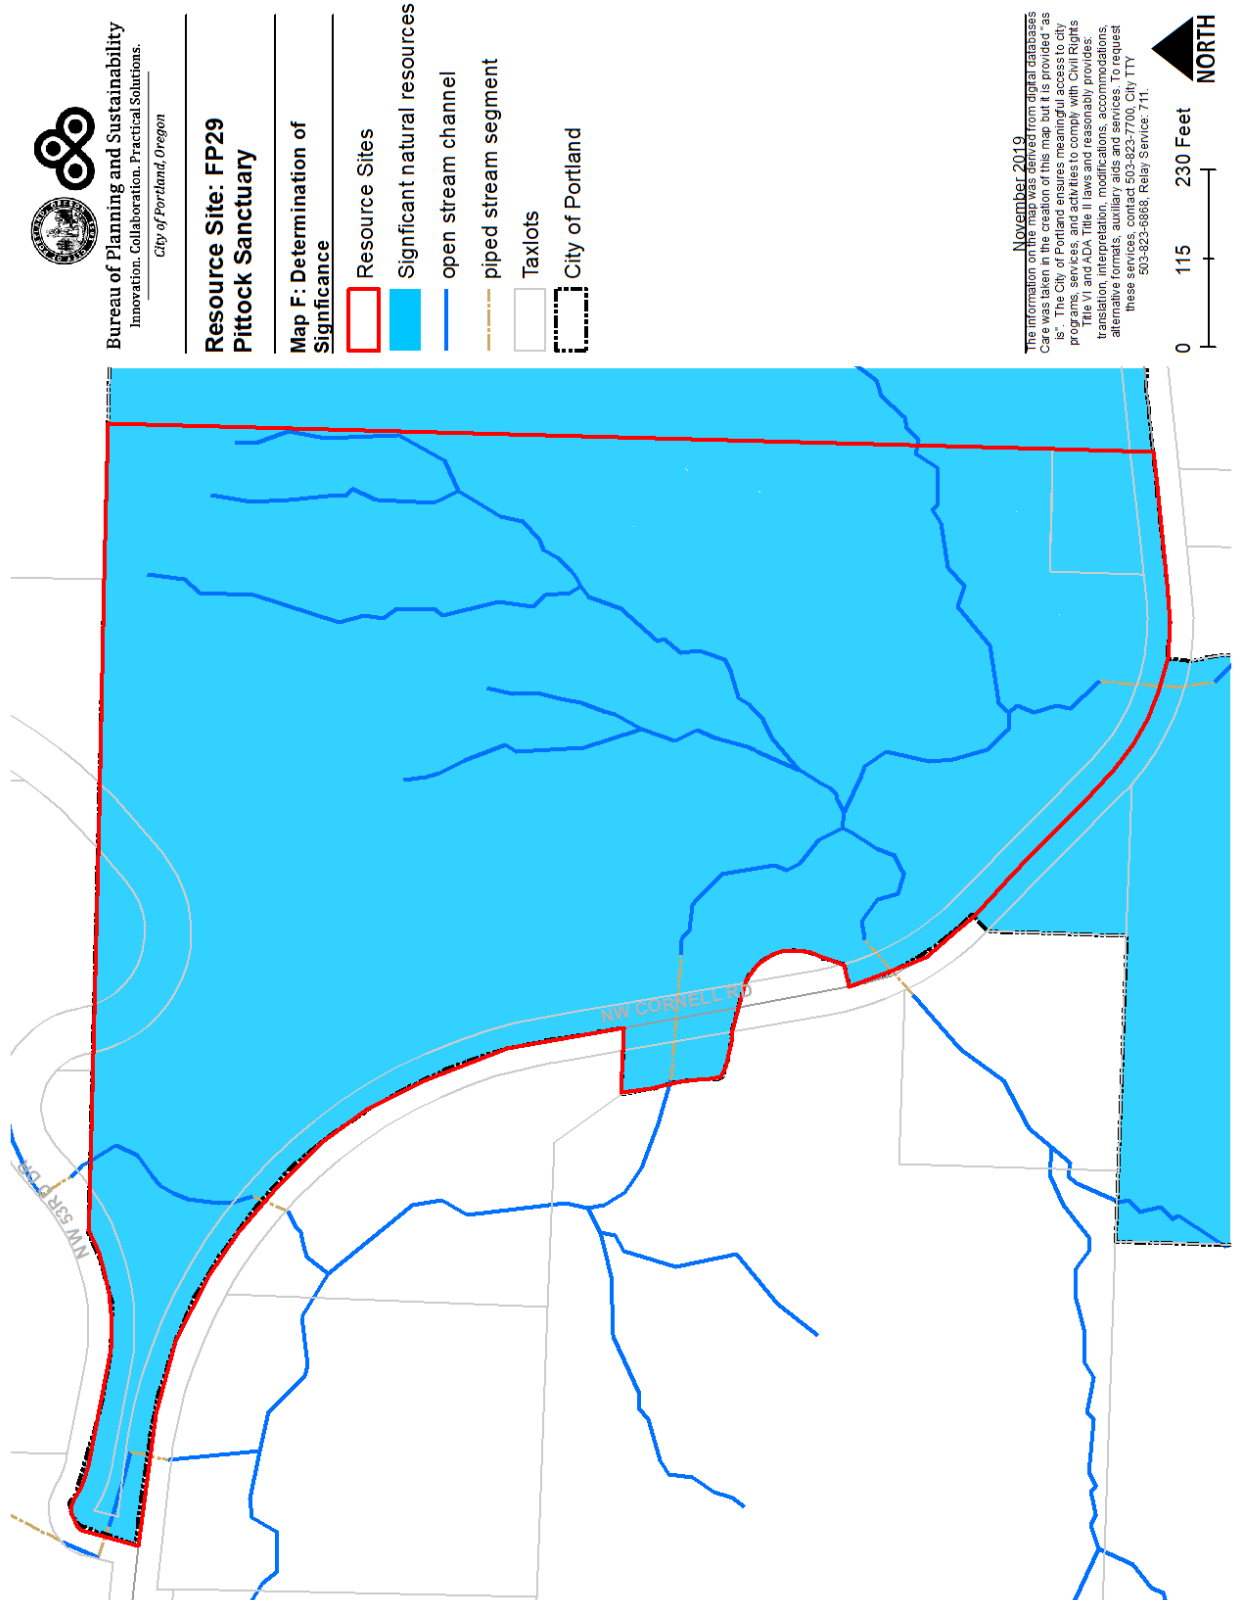 Bureau of Planning and Sustainability
Innovation. Collaboration. Practical Solutions.
City of Portland, Oregon
Resource Site: FP29
Pittock Sanctuary
Map F: Determination of
Signficance
Resource Sites
Signficant natural resources
open stream channel
piped stream segment
Taxlots
City of Portland
November 2019
The information on the map was derived from digital databases
Care was taken in the creation of this map but it is provided "as
is". The City of Portland ensures meaningful access to city
programs, services, and activities to comply with Civil Rights
Title VI and ADA Title II laws and reasonably provides:
translation, interpretation, modifications, accommodations,
alternative formats, auxiliary aids and services. To request
these services, contact 503-823-7700, City TTY
503-823-6868, Relay Service: 711.
0 115 230 Feet
NORTH
NW CORNELL RD
NW 53RD DR